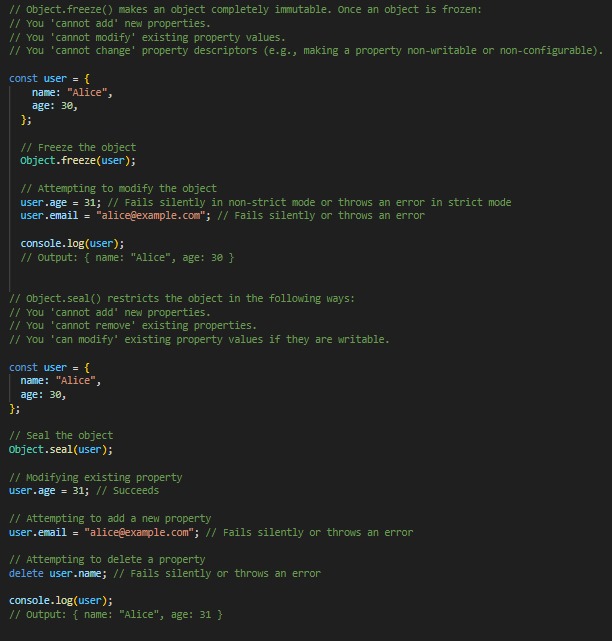 // Object.freeze() makes an object completely immutable. Once an object is frozen:
// You 'cannot add' new properties.
// You 'cannot modify' existing property values.
// You 'cannot change' property descriptors (e.g., making a property non-writable or non-configurable).
const user = {
name: "Alice",
age: 30,
};
// Freeze the object
Object.freeze(user);
// Attempting to modify the object
user.age = 31; // Fails silently in non-strict mode or throws an error in strict mode
user.email = "alice@example.com"; // Fails silently or throws an error
console.log(user);
// Output: { name: "Alice", age: 30 }
// Object.seal() restricts the object in the following ways:
// You 'cannot add' new properties.
// You 'cannot remove' existing properties.
// You 'can modify' existing property values if they are writable.
const user = {
name: "Alice",
age: 30,
};
// Seal the object
Object.seal(user);
// Modifying existing property
user.age = 31; // Succeeds
// Attempting to add a new property
user.email = "alice@example.com"; // Fails silently or throws an error
// Attempting to delete a property
delete user.name; // Fails silently or throws an error
console.log(user);
// Output: { name: "Alice", age: 31 }